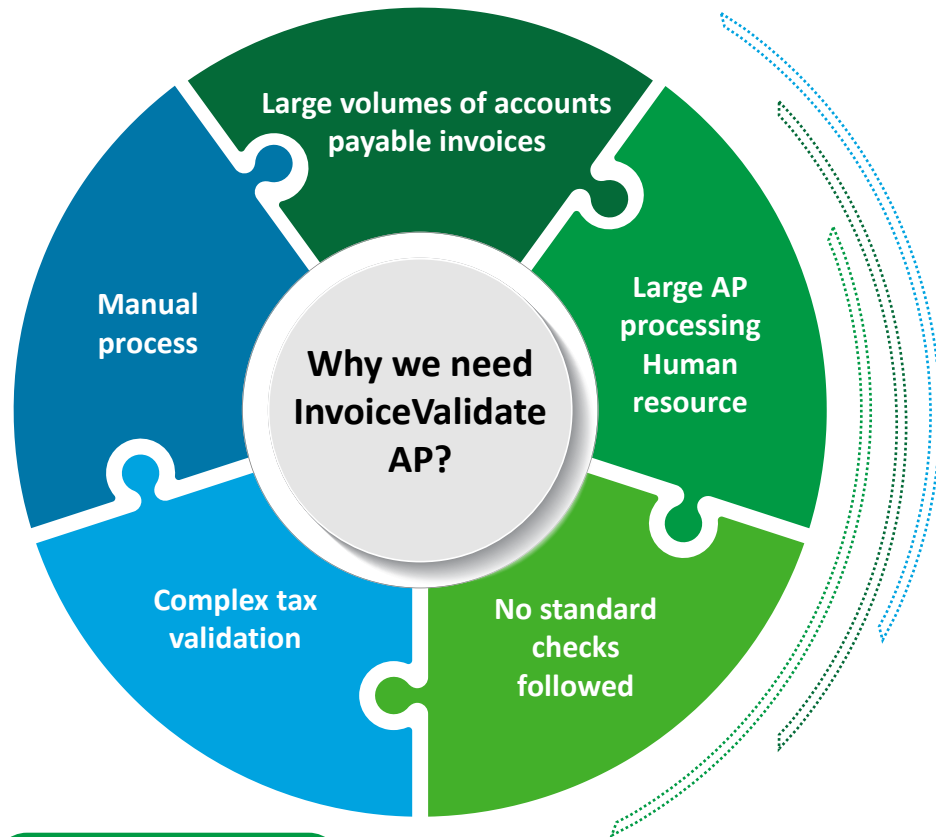 Large volumes of accounts
payable invoices
Manual
process
Large AP
processing
Human
resource
Why we need
InvoiceValidate
AP?
Complex tax
validation
No standard
checks
followed